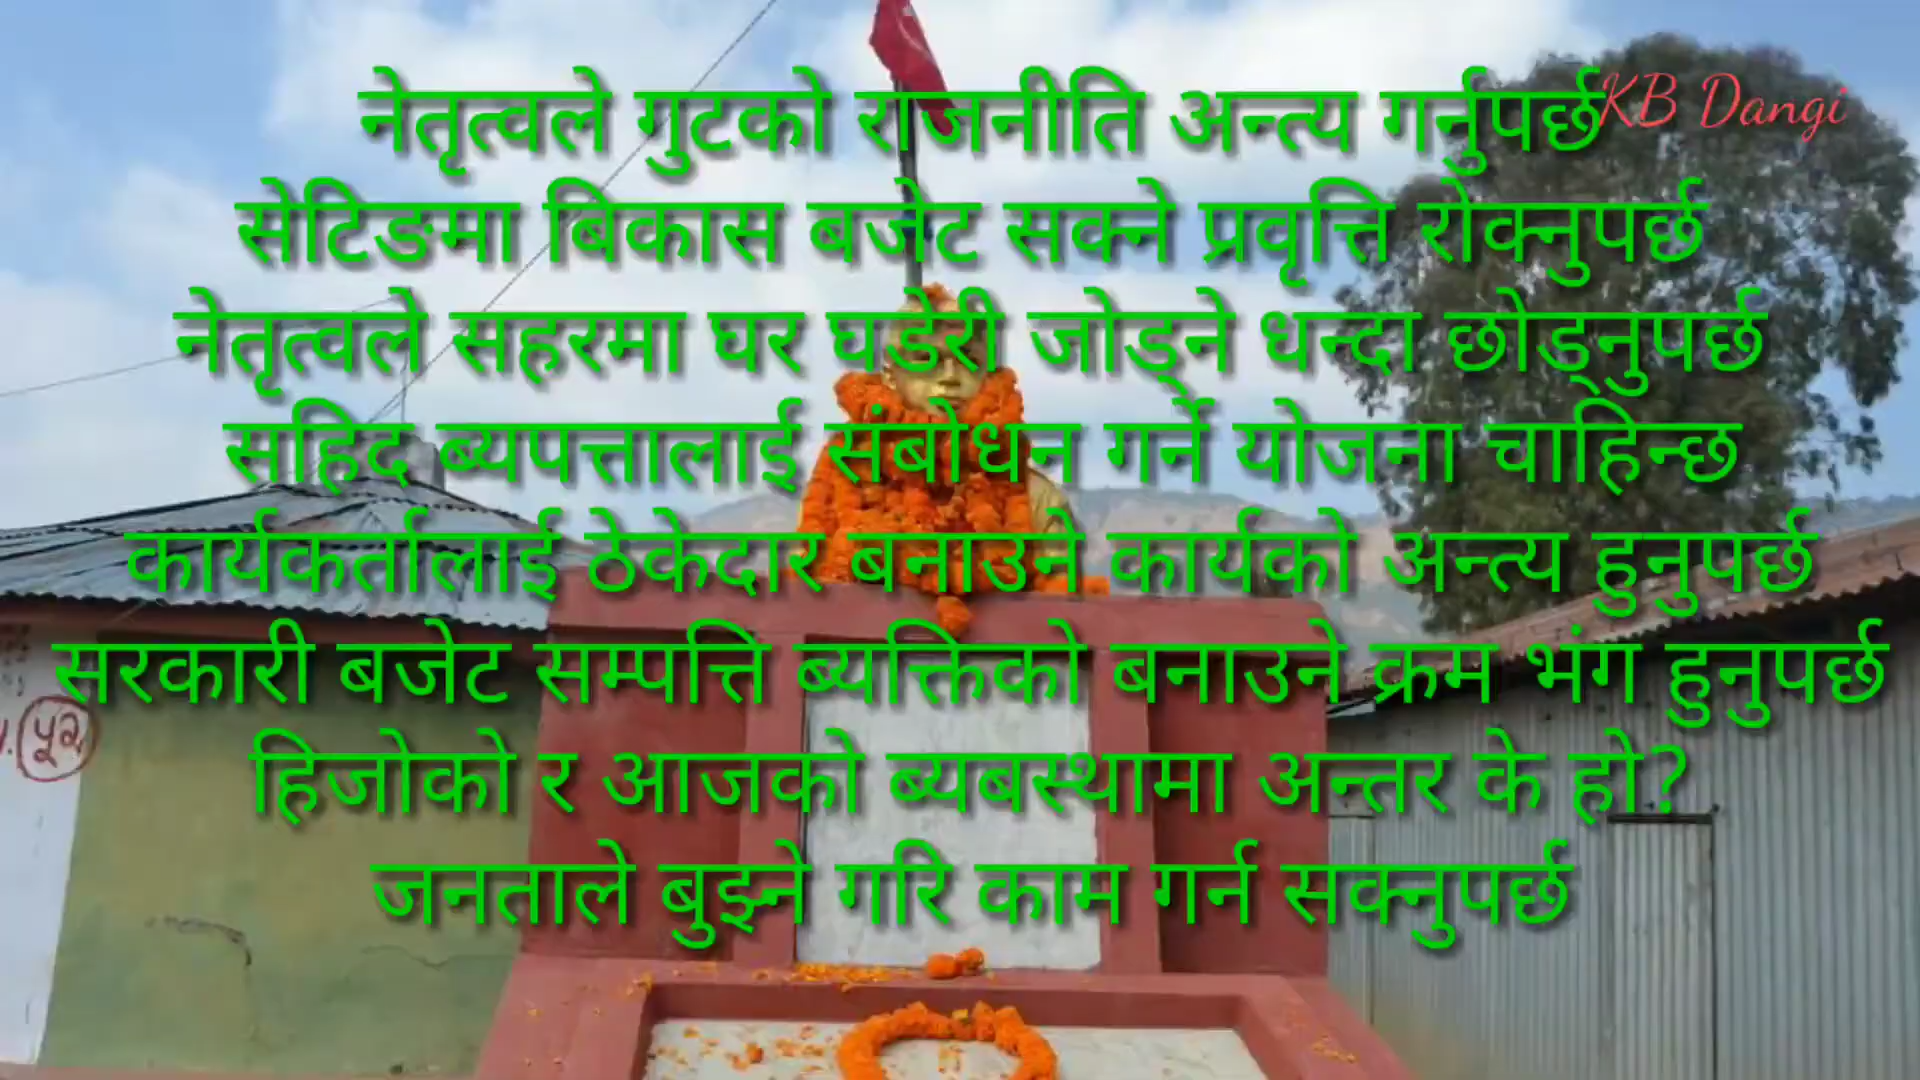 नेतृत्वले गुटको राजनीति अन्त्य गर्नुपर्छ
KB Dangi
सेटिङमा बिकास बजेट सक्ने प्रवृत्ति रोक्नुपर्छ
नेतृत्वले सहरमा घर घडेरी जोड्ने धन्दा छोड्नुपर्छ
सहिद ब्यपत्तालाई संबोधन गर्ने योजना चाहिन्छ
कार्यकर्तालाई ठेकेदार बनाउने कार्यको अन्त्य हुनुपर्छ
सरकारी बजेट सम्पत्ति ब्यक्तिको बनाउने क्रम भंग हुनुपर्छ
हिजोको र आजको ब्यबस्थामा अन्तर के हो?
जनताले बुझ्ने गरि काम गर्न सक्नुपर्छ